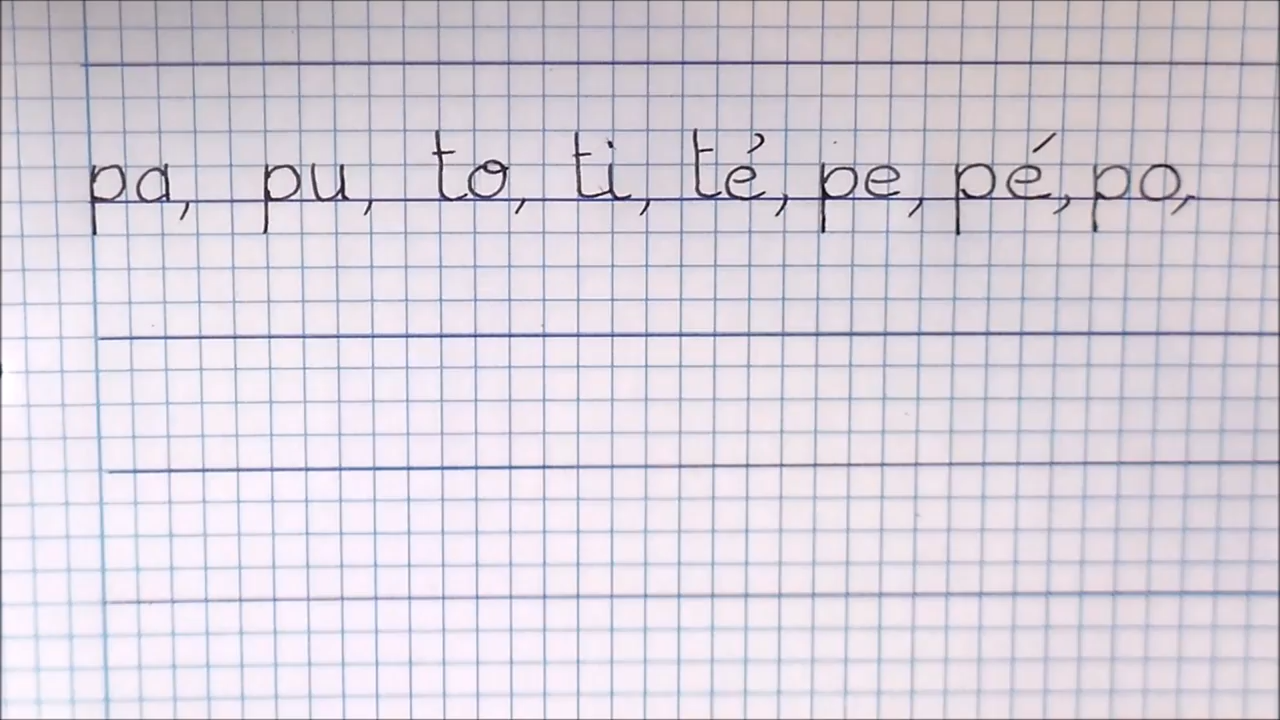 pa, pu, to, ti, té, pe, pé, po,